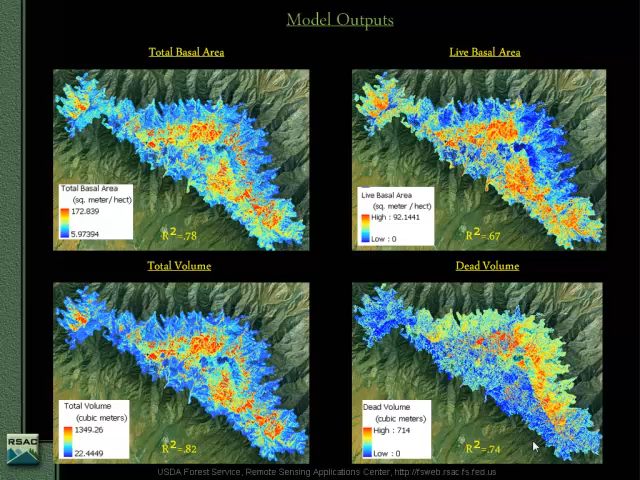 Model Outputs
Total Basal Area
Live Basal Area
Total Basal Area
(sq. meter / hect)
172.839
5.97394
R²=.78
Live Basal Area
(sq. meter / hect)
High : 92.1441
Low : 0
R²=.67
Total Volume
Dead Volume
Total Volume
(cubic meters)
1349.26
22.4449
R²=.82
Dead Volume
(cubic meters)
High : 714
Low : 0
R²=.74
RSAC
USDA Forest Service, Remote Sensing Applications Center, http://fsweb.rsac.fs.fed.us